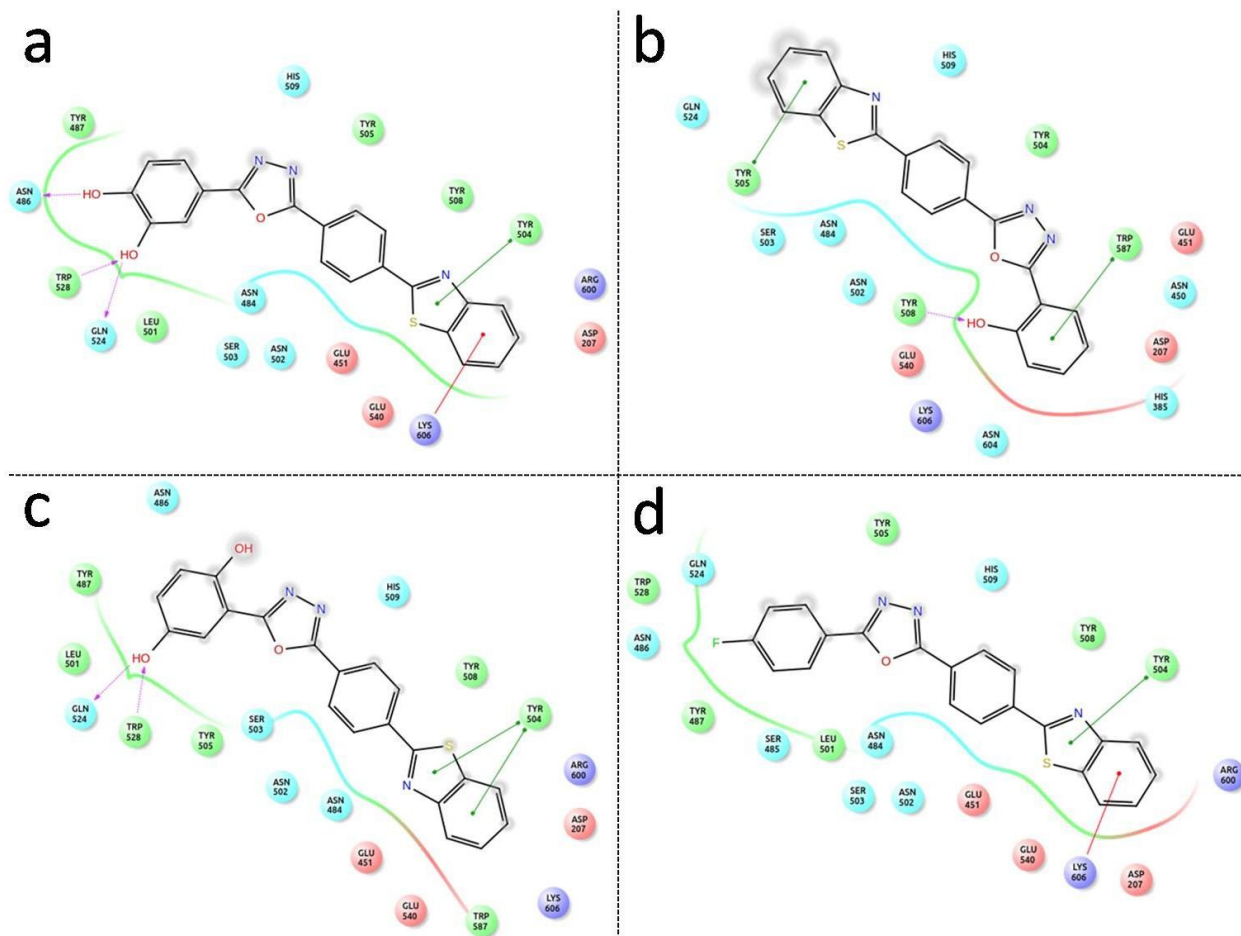 a
HIS
509
TYR
487
TYR
505
ASN
486
HO
N
N
TYR
508
O
HO
TYR
504
TRP
528
N
ARG
600
ASN
484
GLN
524
LEU
501
S
ASP
207
SER
503
ASN
502
GLU
451
GLU
540
LYS
606
b
HIS
509
GLN
524
N
TYR
504
S
TYR
505
N
N
SER
503
ASN
484
O
TRP
587
GLU
451
ASN
502
TYR
508
HO
ASN
450
GLU
540
ASP
207
LYS
606
HIS
385
ASN
604
c
ASN
486
OH
TYR
487
HIS
509
N
N
LEU
501
HO
O
TYR
508
GLN
524
TRP
528
TYR
505
SER
503
TYR
504
S
ARG
600
ASN
502
N
ASN
484
ASP
207
GLU
451
GLU
540
LYS
606
TRP
587
d
TYR
505
GLN
524
HIS
509
TRP
528
N
N
ASN
486
F
TYR
508
O
TYR
504
TYR
487
SER
485
LEU
501
ASN
484
N
S
ARG
600
SER
503
ASN
502
GLU
451
GLU
540
LYS
606
ASP
207